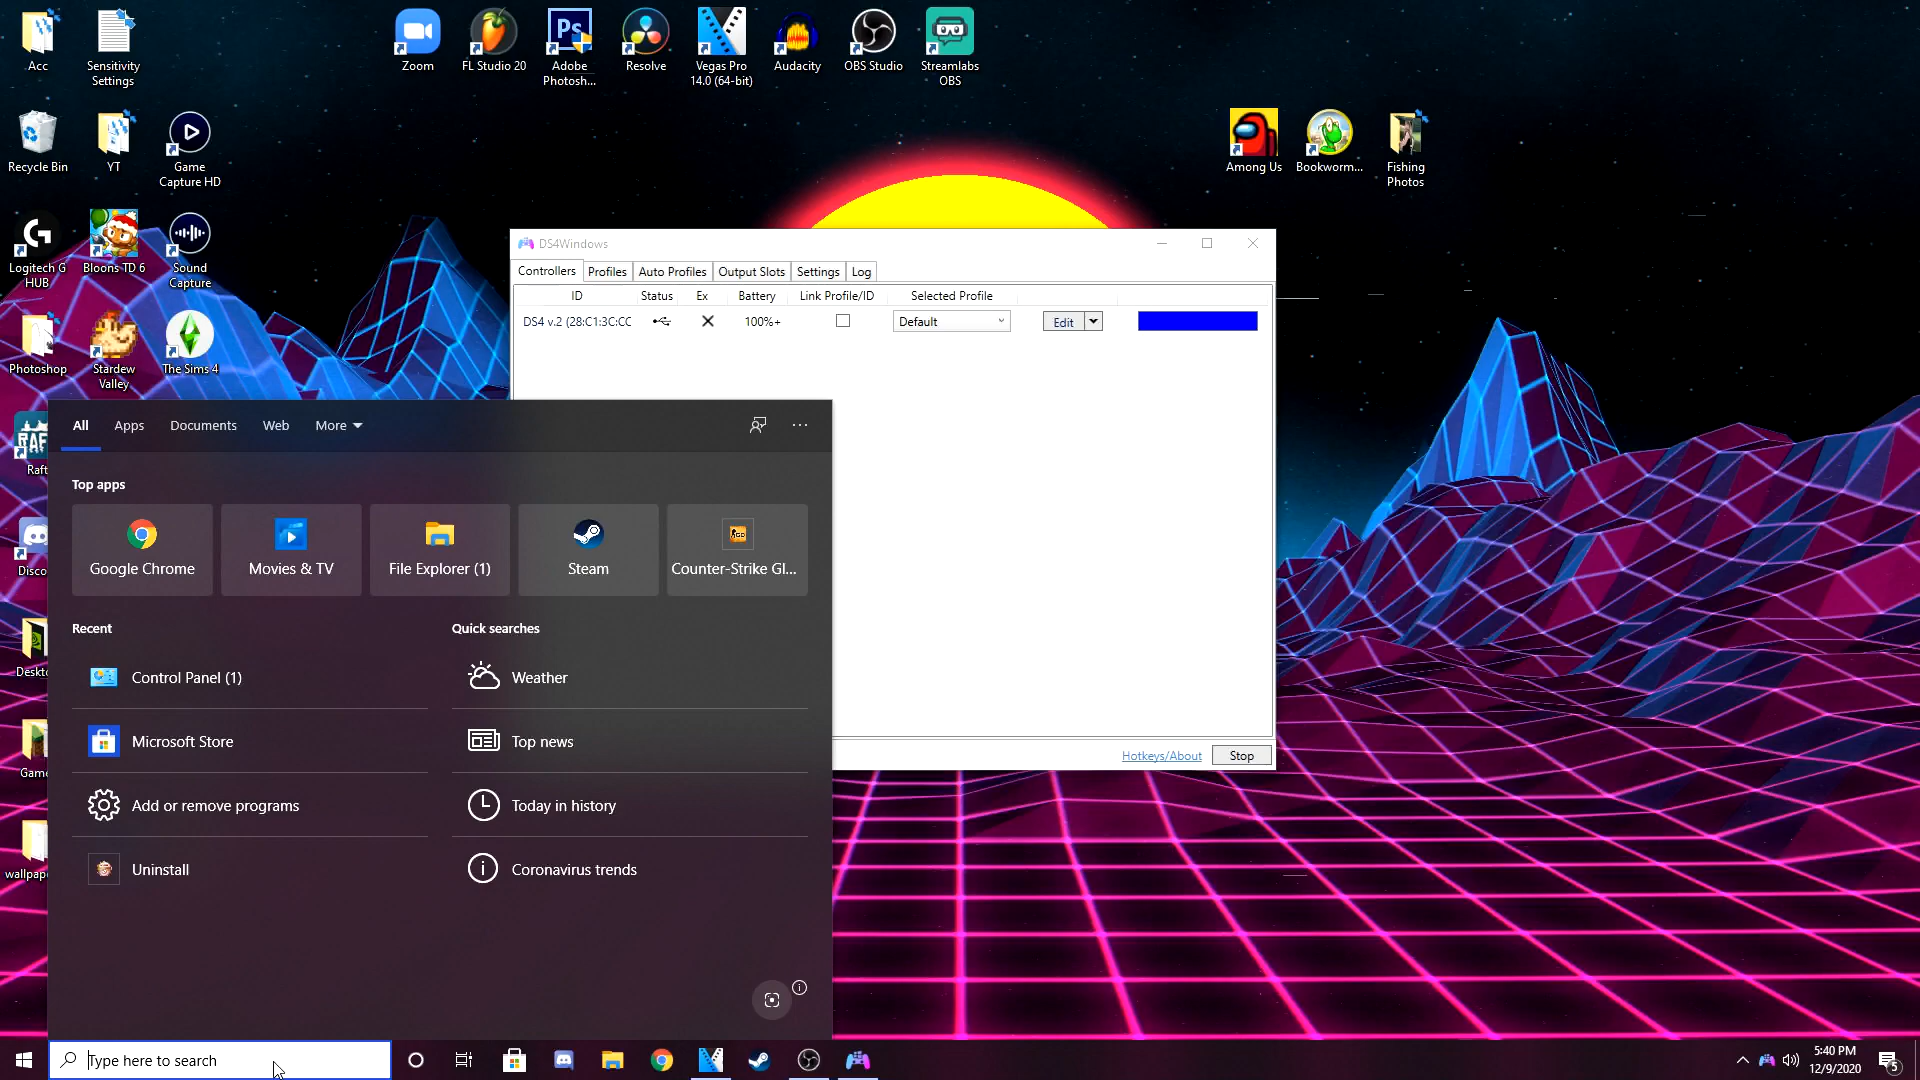 Acc
Sensitivity
Settings
Zoom
FL Studio 20
Adobe
Photosh...
Resolve
Vegas Pro
14.0 (64-bit)
Audacity
OBS Studio
Streamlabs
OBS
Recycle Bin
YT
Game
Capture HD
Among Us
Bookworm...
Fishing
Photos
Logitech G
HUB
Bloons TD 6
Sound
Capture
Photoshop
Stardew
Valley
The Sims 4
Raft
Disco
Deskto
Game
wallpap
DS4Windows
Controllers
Profiles
Auto Profiles
Output Slots
Settings
Log
ID
Status
Ex
Battery
Link Profile/ID
Selected Profile
DS4 v.2 (28:C1:3C:CC
100%+
Default
Edit
Hotkeys/About
Stop
All
Apps
Documents
Web
More
Top apps
Google Chrome
Movies & TV
File Explorer (1)
Steam
Counter-Strike Gl...
Recent
Control Panel (1)
Microsoft Store
Add or remove programs
Uninstall
Quick searches
Weather
Top news
Today in history
Coronavirus trends
Type here to search
5:40 PM
12/9/2020
5